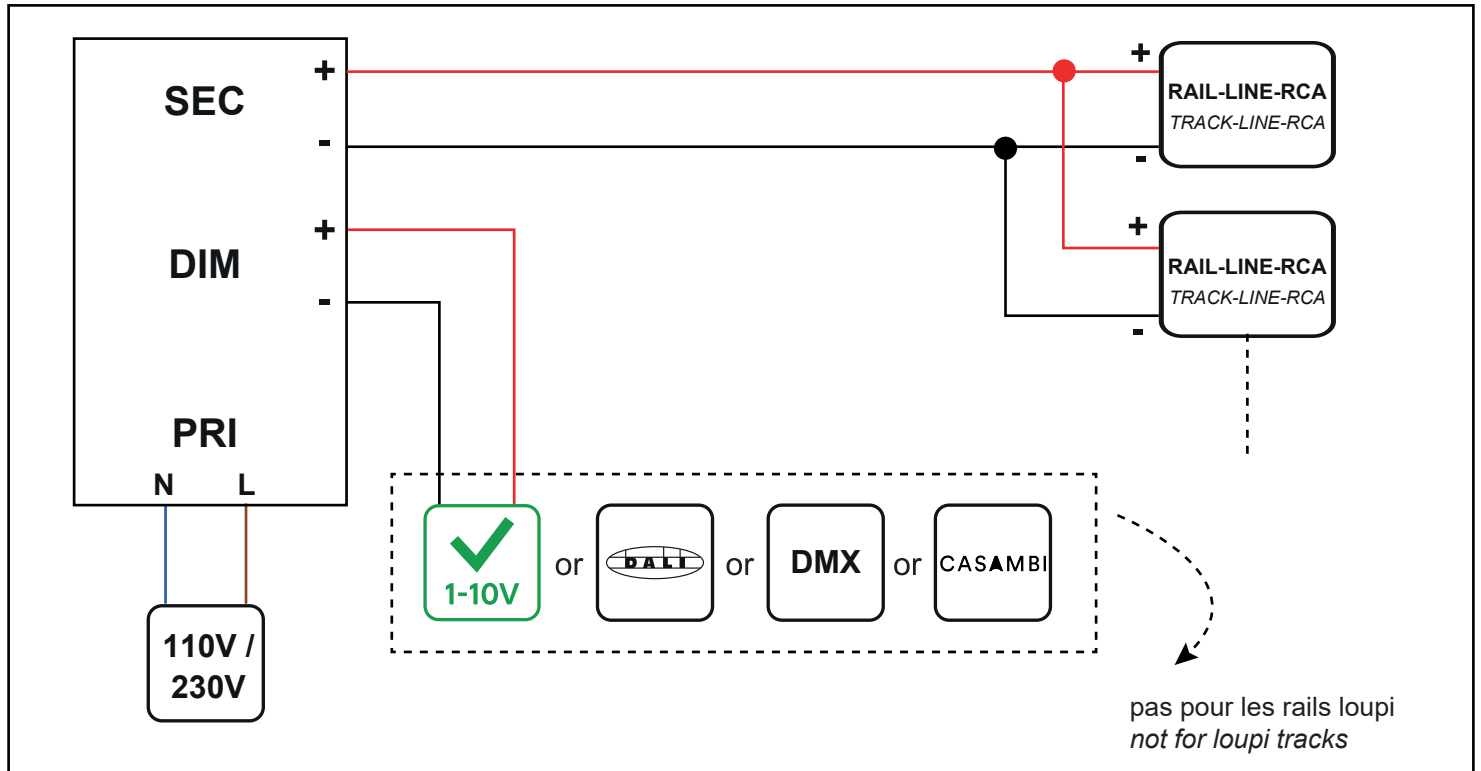 SEC
+
-
DIM
+
-
PRI
N L
110V /
230V
+
RAIL-LINE-RCA
TRACK-LINE-RCA
-
+
RAIL-LINE-RCA
TRACK-LINE-RCA
-
1-10V
or
DALI
or
DMX
or
CASAMBI
pas pour les rails loupi
not for loupi tracks